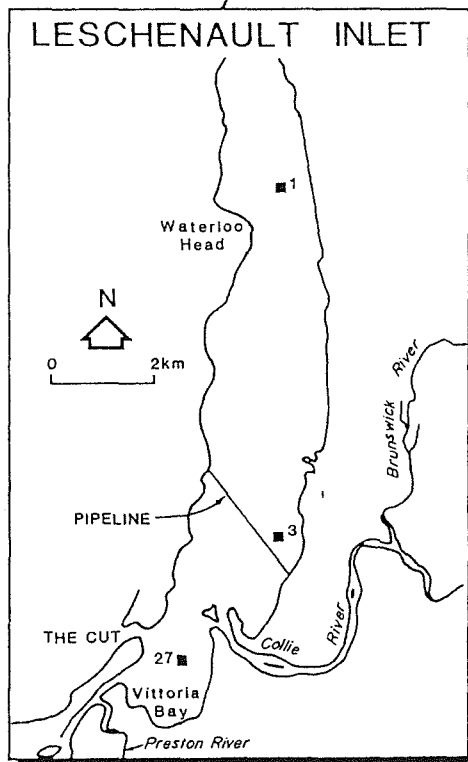 LESCHENAULT INLET
1
Waterloo
Head
N
0 2km
River
Brunswick
PIPELINE
3
THE CUT
Collie
River
27
Vittoria
Bay
Preston River